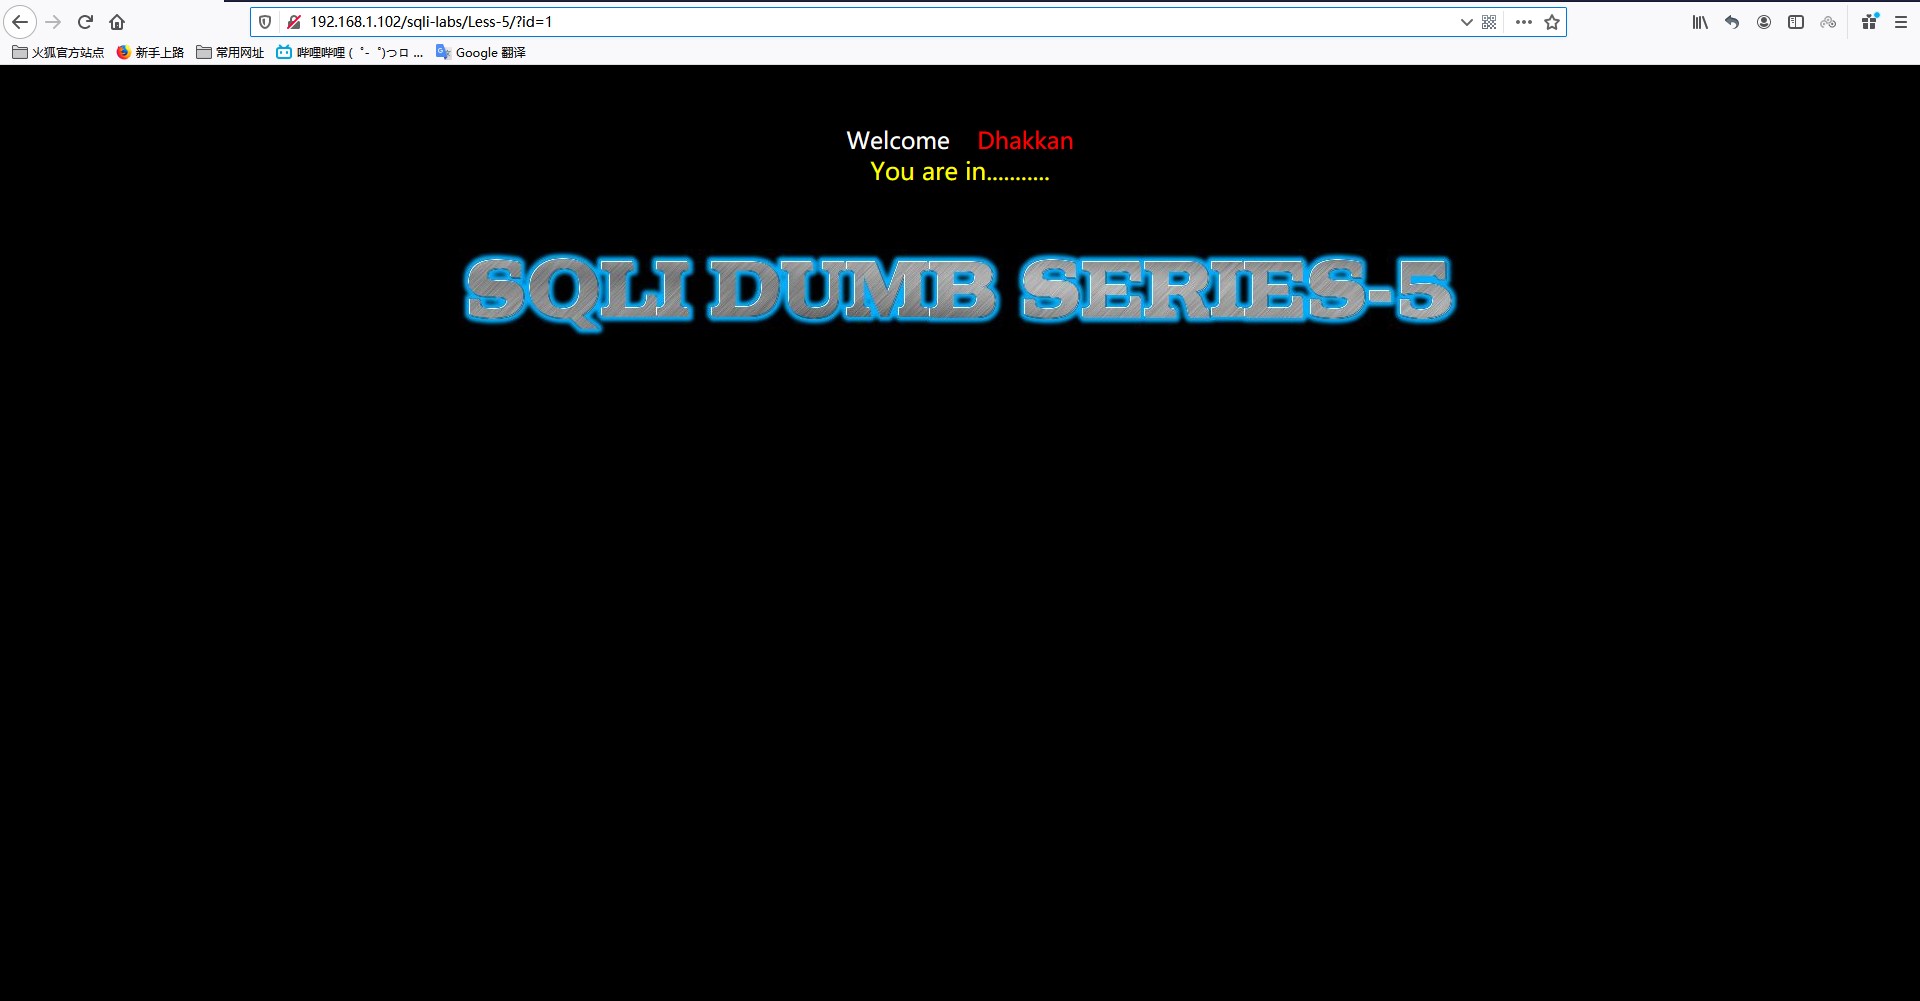 192.168.1.102/sqli-labs/Less-5/?id=1
火狐官方站点 新手上路 常用网址 哔哩哔哩 ( ゜- ゜)つロ ... Google 翻译
Welcome Dhakkan
You are in...........
SQLI DUMB SERIES-5